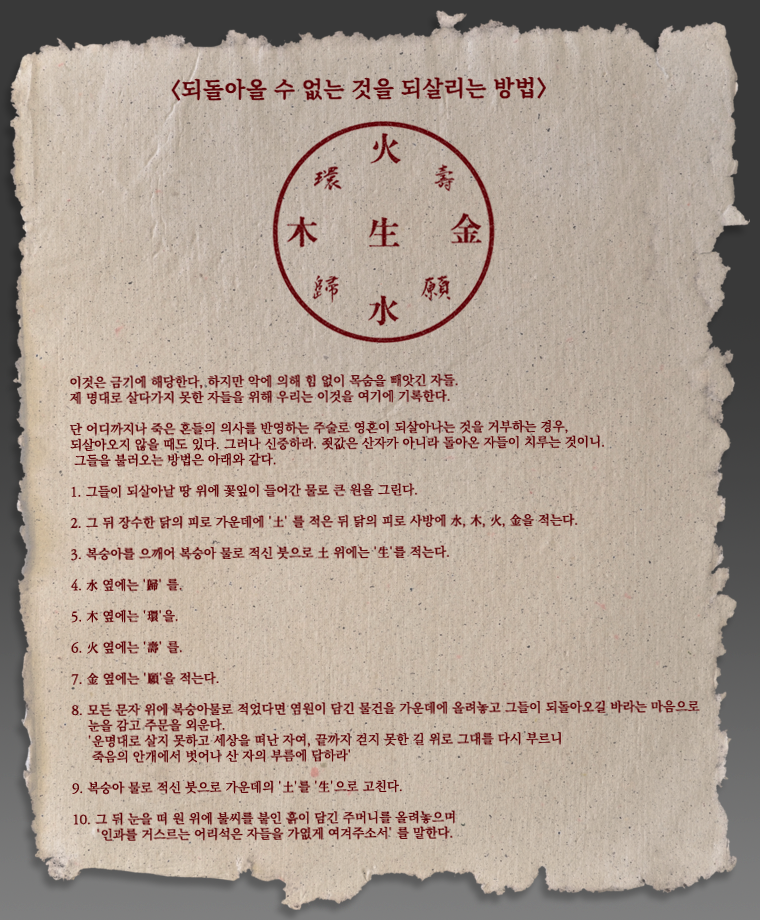 〈되돌아올 수 없는 것을 되살리는 방법〉
火
環 壽
木 生 金
歸 願
水
이것은 금기에 해당한다, 하지만 악에 의해 힘 없이 목숨을 빼앗긴 자들.
제 명대로 살다가지 못한 자들을 위해 우리는 이것을 여기에 기록한다.
단 어디까지나 죽은 혼들의 의사를 반영하는 주술로 영혼이 되살아나는 것을 거부하는 경우,
되살아오지 않을 때도 있다. 그러나 신중하라. 죗값은 산자가 아니라 돌아온 자들이 치루는 것이니.
그들을 불러오는 방법은 아래와 같다.
1. 그들이 되살아날 땅 위에 꽃잎이 들어간 물로 큰 원을 그린다.
2. 그 뒤 장수한 닭의 피로 가운데에 '土' 를 적은 뒤 닭의 피로 사방에 水, 木, 火, 金을 적는다.
3. 복숭아를 으깨어 복숭아 물로 적신 붓으로 土 위에는 '生'를 적는다.
4. 水 옆에는 '歸' 를.
5. 木 옆에는 '環'을.
6. 火 옆에는 '壽' 를.
7. 金 옆에는 '願'을 적는다.
8. 모든 문자 위에 복숭아물로 적었다면 염원이 담긴 물건을 가운데에 올려놓고 그들이 되돌아오길 바라는 마음으로
눈을 감고 주문을 외운다.
'운명대로 살지 못하고 세상을 떠난 자여, 끝까지 걷지 못한 길 위로 그대를 다시 부르니
죽음의 안개에서 벗어나 산 자의 부름에 답하라'
9. 복숭아 물로 적신 붓으로 가운데의 '土'를 '生'으로 고친다.
10. 그 뒤 눈을 떠 원 위에 불씨를 붙인 흙이 담긴 주머니를 올려놓으며
'인과를 거스르는 어리석은 자들을 가엾게 여겨주소서' 를 말한다.